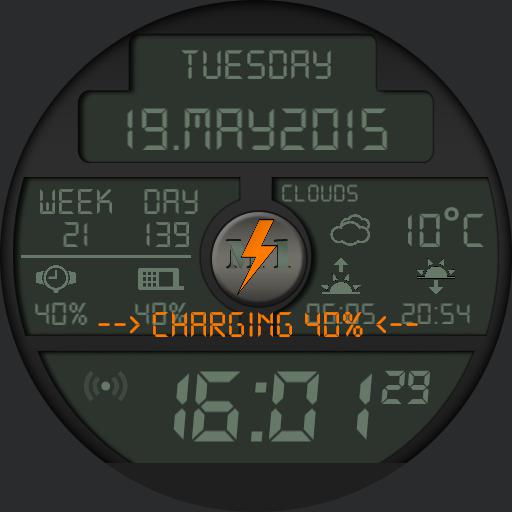 TUESDAY
19.MAY2015
WEEK DAY
21 139
CLOUDS
10°C
40% 40% 06:05 20:54
--> CHARGING 40% <--
16:01 29